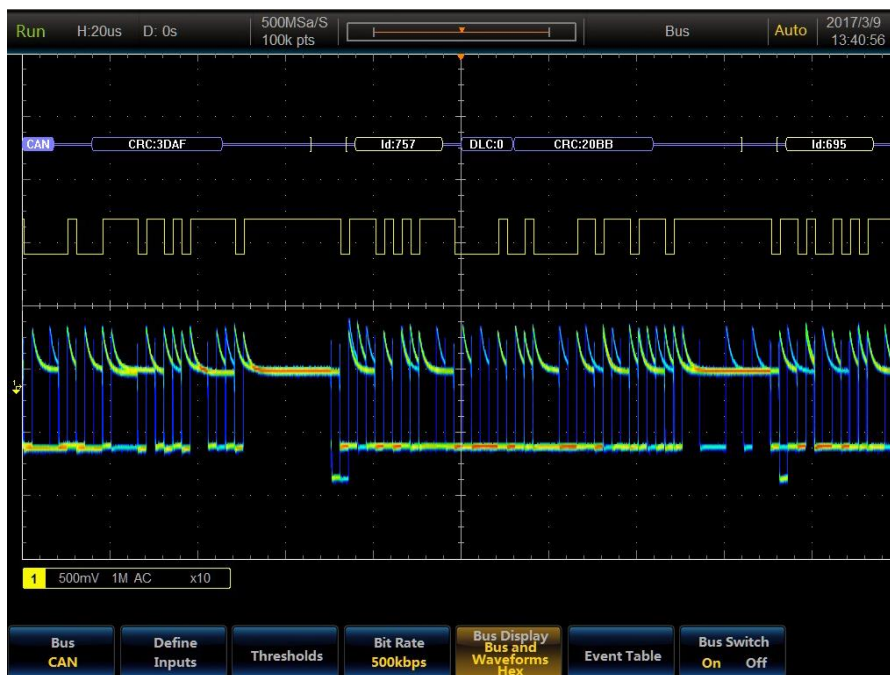 Run H:20us D: 0s 500MSa/S Bus Auto 2017/3/9
100k pts 13:40:56
CAN CRC:3DAF ] [ Id:757 DLC:0 CRC:20BB ] [ Id:695
1 500mV 1M AC x10
Bus Define Thresholds Bit Rate Bus Display Event Table Bus Switch
CAN Inputs 500kbps Bus and On Off
Waveforms
Hex